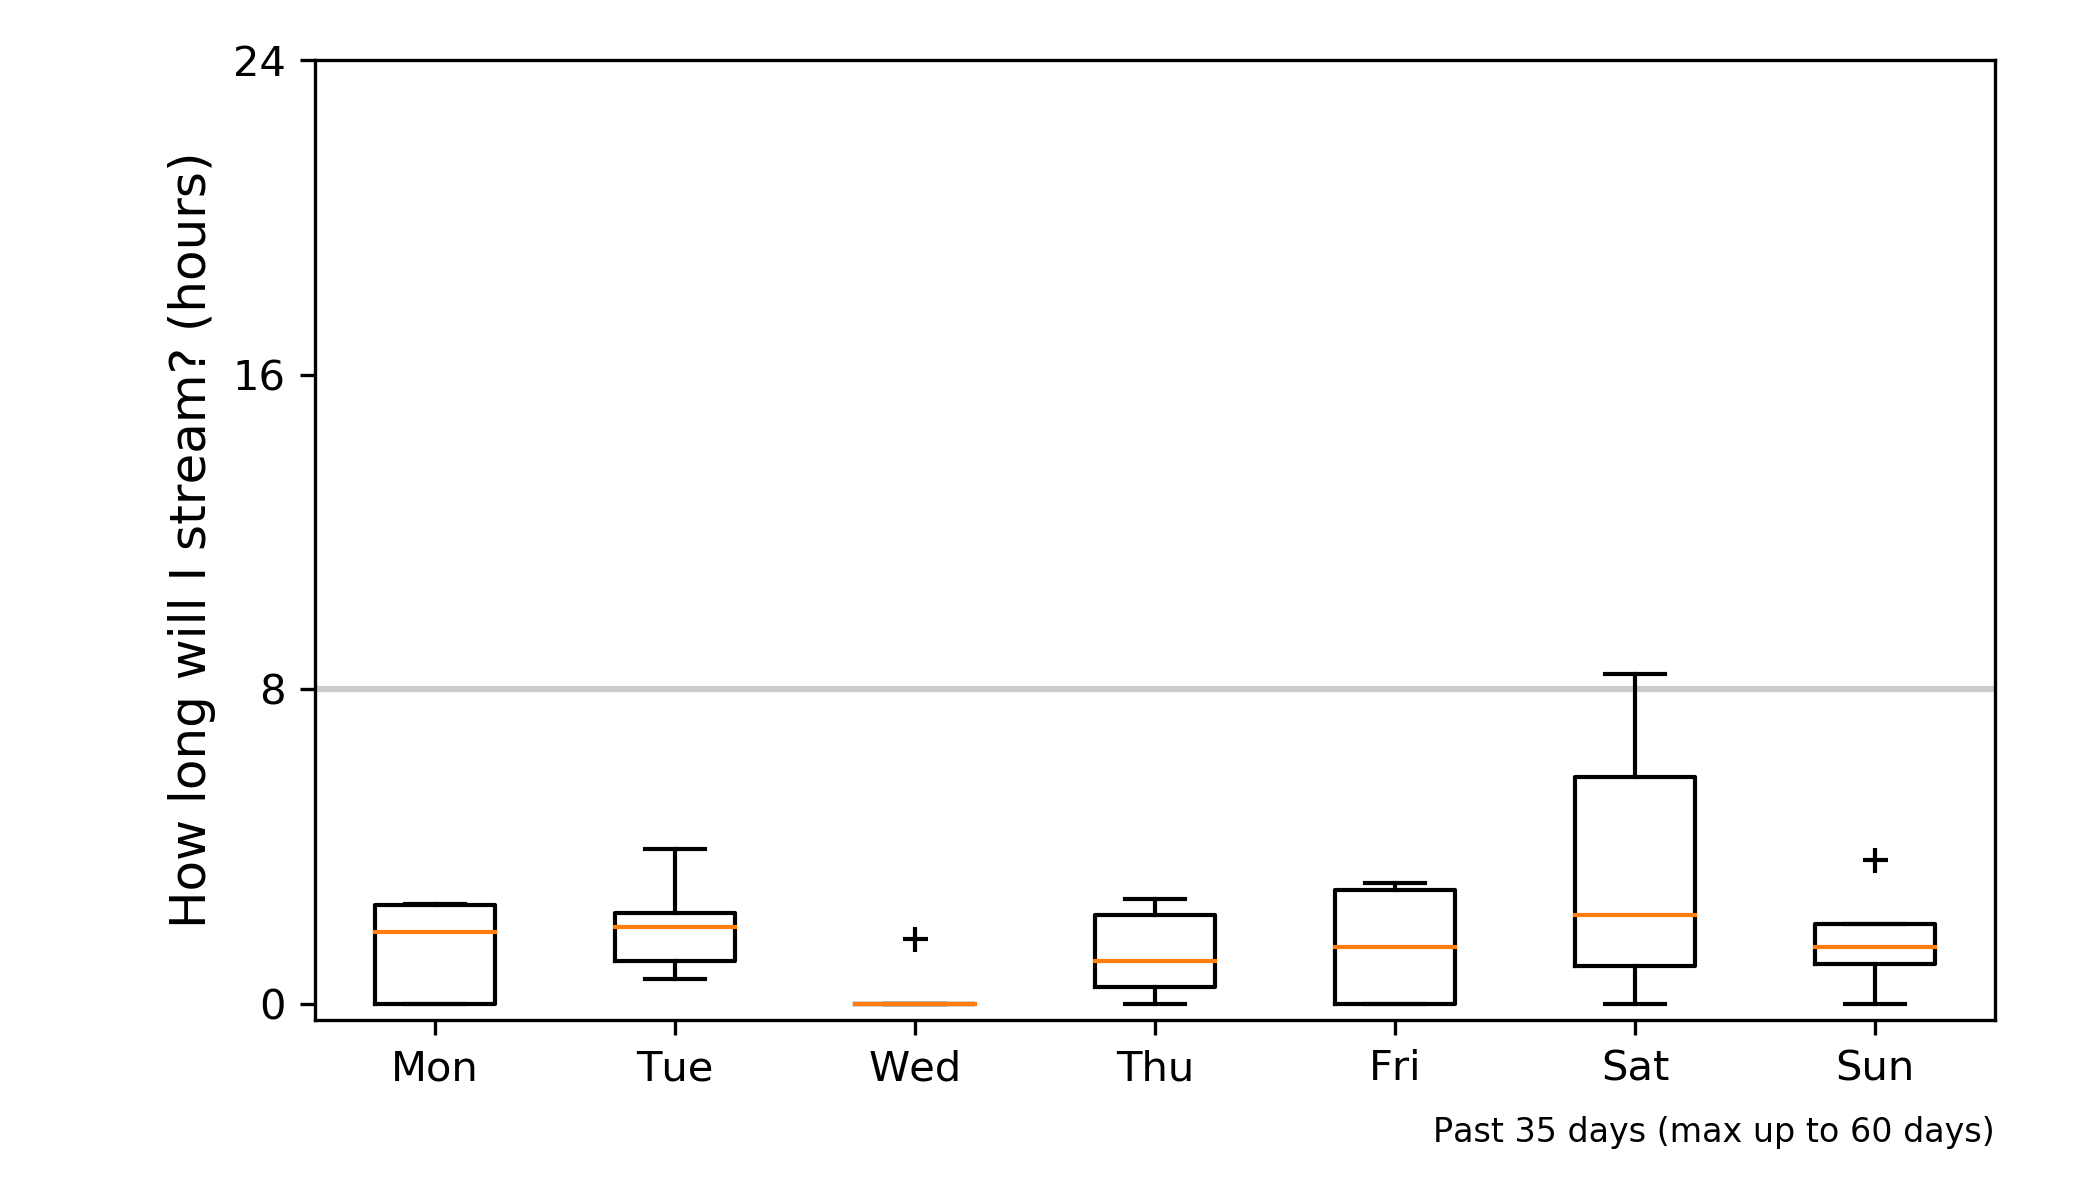 How long will I stream? (hours)
24
16
8
0
Mon Tue Wed Thu Fri Sat Sun
Past 35 days (max up to 60 days)